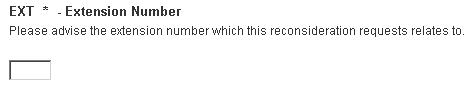 EXT * - Extension Number
Please advise the extension number which this reconsideration requests relates to.